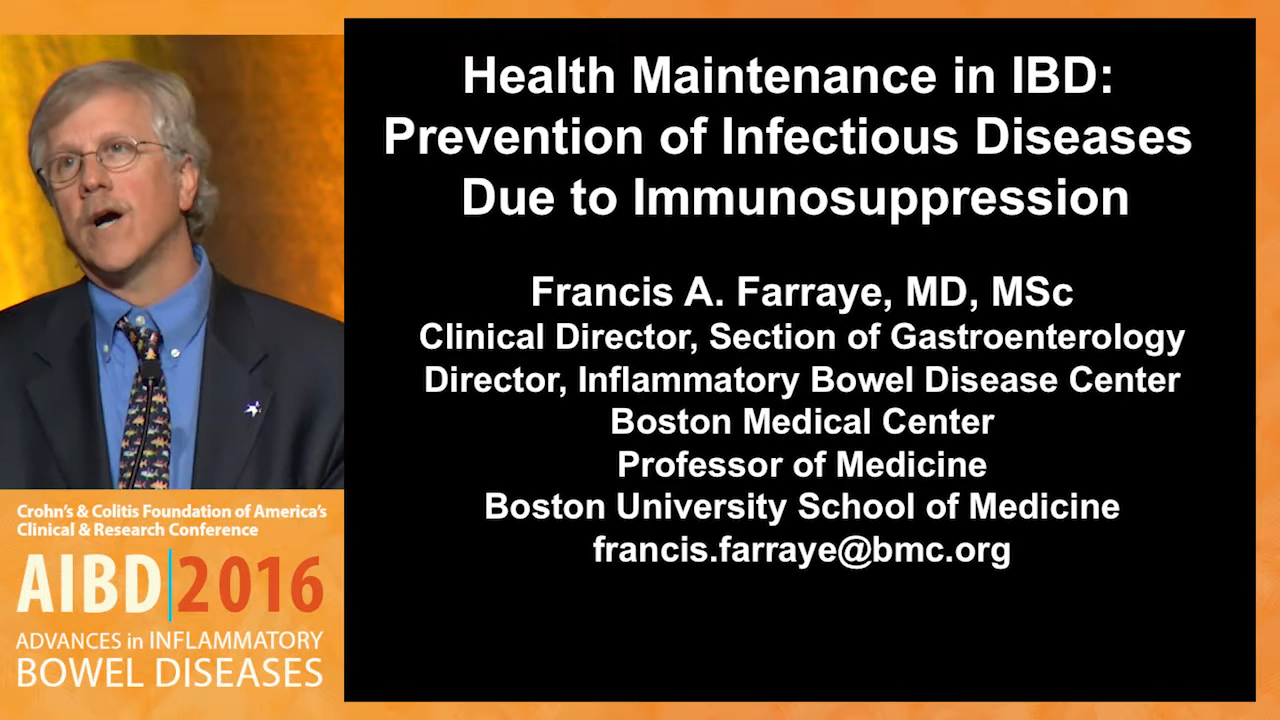 Health Maintenance in IBD:
Prevention of Infectious Diseases
Due to Immunosuppression
Francis A. Farraye, MD, MSc
Clinical Director, Section of Gastroenterology
Director, Inflammatory Bowel Disease Center
Boston Medical Center
Professor of Medicine
Boston University School of Medicine
francis.farraye@bmc.org
Crohn's & Colitis Foundation of America's
Clinical & Research Conference
AIBD|2016
ADVANCES in INFLAMMATORY
BOWEL DISEASES